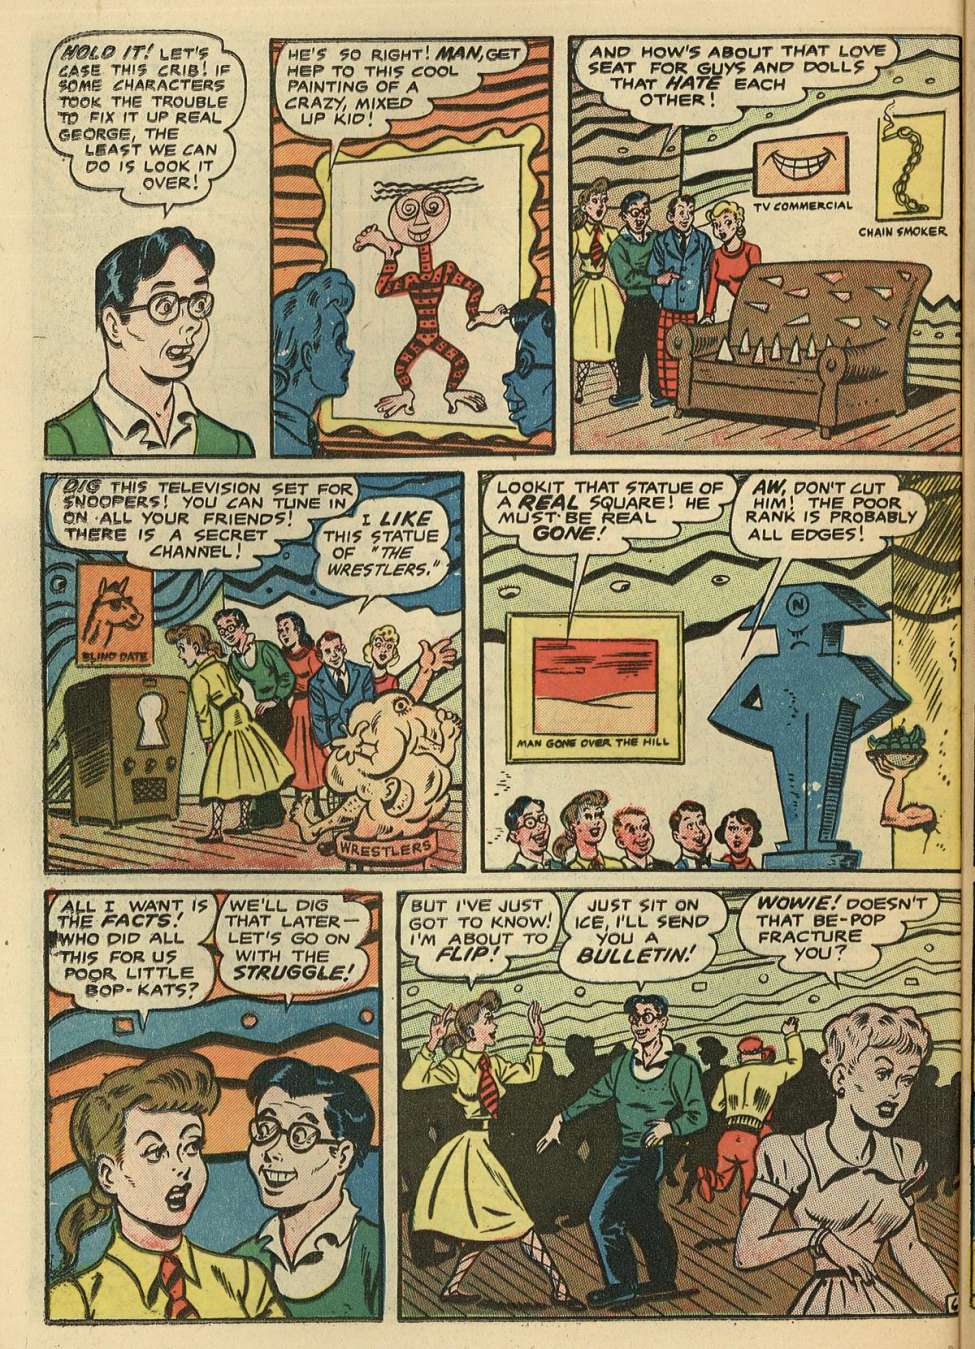 HOLD IT! LET'S
CASE THIS CRIB! IF
SOME CHARACTERS
TOOK THE TROUBLE
TO FIX IT UP REAL
GEORGE, THE
LEAST WE CAN
DO IS LOOK IT
OVER!
HE'S SO RIGHT! MAN, GET
HEP TO THIS COOL
PAINTING OF A
CRAZY, MIXED
UP KID!
AND HOW'S ABOUT THAT LOVE
SEAT FOR GUYS AND DOLLS
THAT HATE EACH
OTHER!
TV COMMERCIAL
CHAIN SMOKER
DIG THIS TELEVISION SET FOR
SNOOPERS! YOU CAN TUNE IN
ON ALL YOUR FRIENDS!
THERE IS A SECRET
CHANNEL!
I LIKE
THIS STATUE
OF "THE
WRESTLERS."
BLIND DATE
WRESTLERS
LOOKIT THAT STATUE OF
A REAL SQUARE! HE
MUST BE REAL
GONE!
AW, DON'T CUT
HIM! THE POOR
RANK IS PROBABLY
ALL EDGES!
N
MAN GONE OVER THE HILL
ALL I WANT IS
THE FACTS!
WHO DID ALL
THIS FOR US
POOR LITTLE
BOP-KATS?
WE'LL DIG
THAT LATER—
LET'S GO ON
WITH THE
STRUGGLE!
BUT I'VE JUST
GOT TO KNOW!
I'M ABOUT TO
FLIP!
JUST SIT ON
ICE, I'LL SEND
YOU A
BULLETIN!
WOWIE! DOESN'T
THAT BE-POP
FRACTURE
YOU?